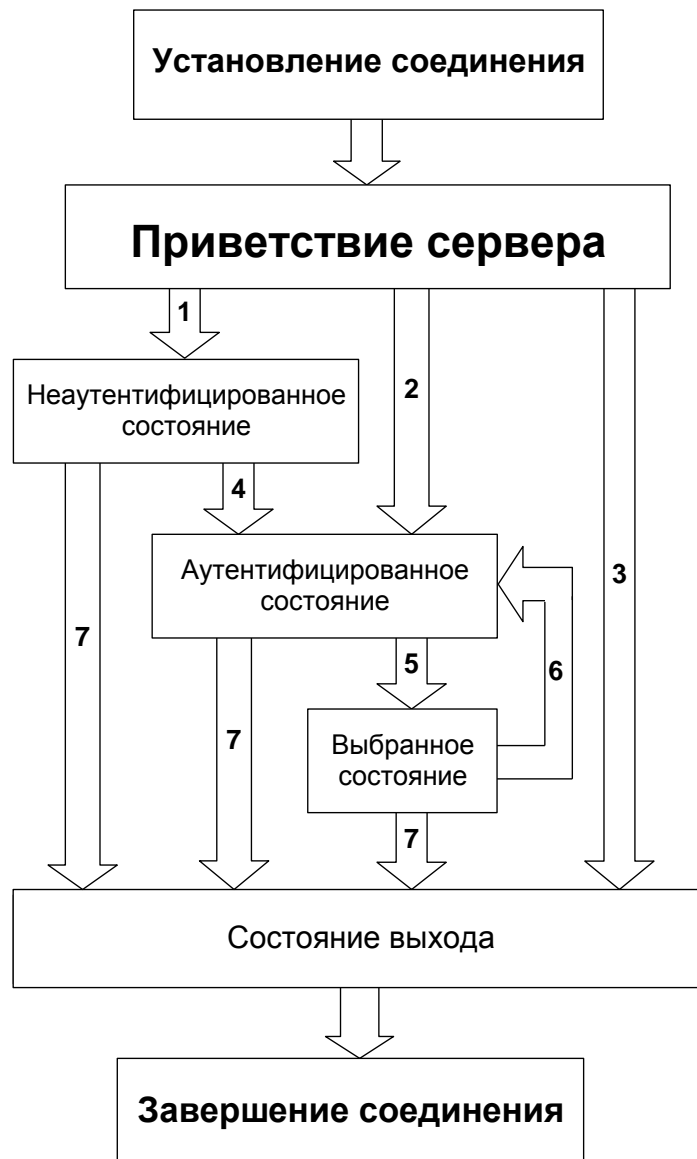 Установление соединения
Приветствие сервера
1
2
3
Неаутентифицированное
состояние
4
7
Аутентифицированное
состояние
5
6
7
Выбранное
состояние
7
Состояние выхода
Завершение соединения